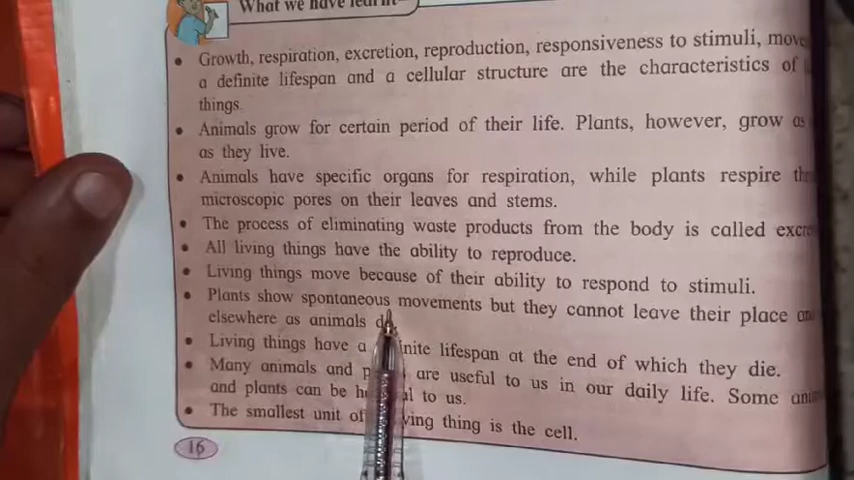 What we have learnt
• Growth, respiration, excretion, reproduction, responsiveness to stimuli,
a definite lifespan and a cellular structure are the characteristics of
things.
• Animals grow for certain period of their life. Plants, however, grow as
as they live.
• Animals have specific organs for respiration, while plants respire
microscopic pores on their leaves and stems.
• The process of eliminating waste products from the body is called
• All living things have the ability to reproduce.
• Living things move because of their ability to respond to stimuli.
• Plants show spontaneous movements but they cannot leave their place
elsewhere as animals
• Living things have a lifespan at the end of which they die.
• Many animals and are useful to us in our daily life. Some
and plants can be to us.
• The smallest unit of thing is the cell.
16